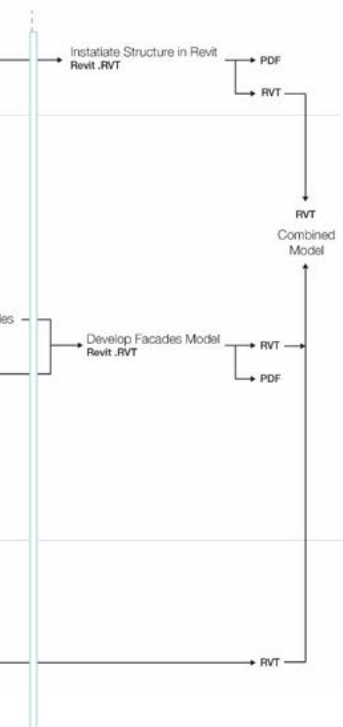 Instatiate Structure in Revit
Revit .RVT
PDF
RVT
RVT
Combined
Model
Develop Facades Model
Revit .RVT
RVT
PDF
RVT